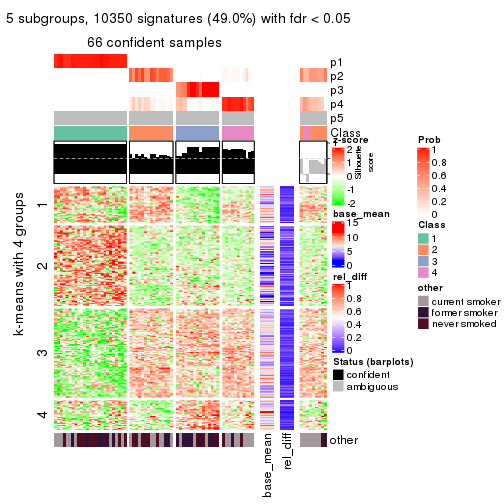 5 subgroups, 10350 signatures (49.0%) with fdr < 0.05
66 confident samples
p1
p2
p3
p4
p5
Class
z-score
2
1
0
-1
-2
Silhouette
score
base_mean
15
10
5
0
rel_diff
1
0.8
0.6
0.4
0.2
0
Status (barplots)
confident
ambiguous
Prob
1
0.8
0.6
0.4
0.2
0
Class
1
2
3
4
other
current smoker
former smoker
never smoked
k-means with 4 groups
1
2
3
4
other
base_mean
rel_diff